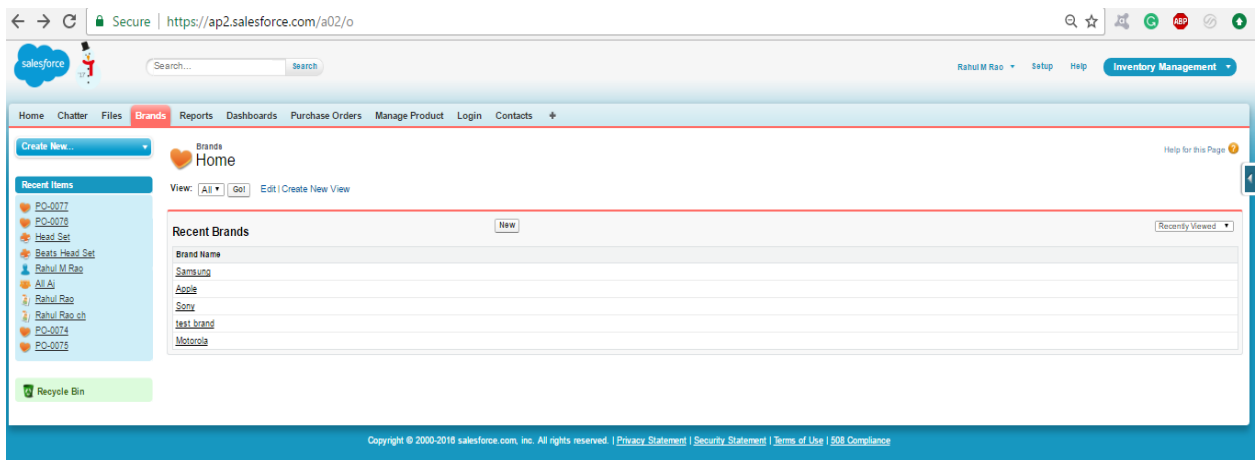 Secure | https://ap2.salesforce.com/a02/o
ABP
salesforce
Search... Search
Rahul M Rao Setup Help Inventory Management
Home Chatter Files Brands Reports Dashboards Purchase Orders Manage Product Login Contacts +
Create New...
Recent Items
PO-0077
PO-0076
Head Set
Beats Head Set
Rahul M Rao
All Ai
Rahul Rao
Rahul Rao ch
PO-0074
PO-0075
Recycle Bin
Brands
Home
Help for this Page ?
View: All Go! Edit | Create New View
Recent Brands New Recently Viewed
Brand Name
Samsung
Apple
Sony
test brand
Motorola
Copyright © 2000-2016 salesforce.com, inc. All rights reserved. | Privacy Statement | Security Statement | Terms of Use | 508 Compliance